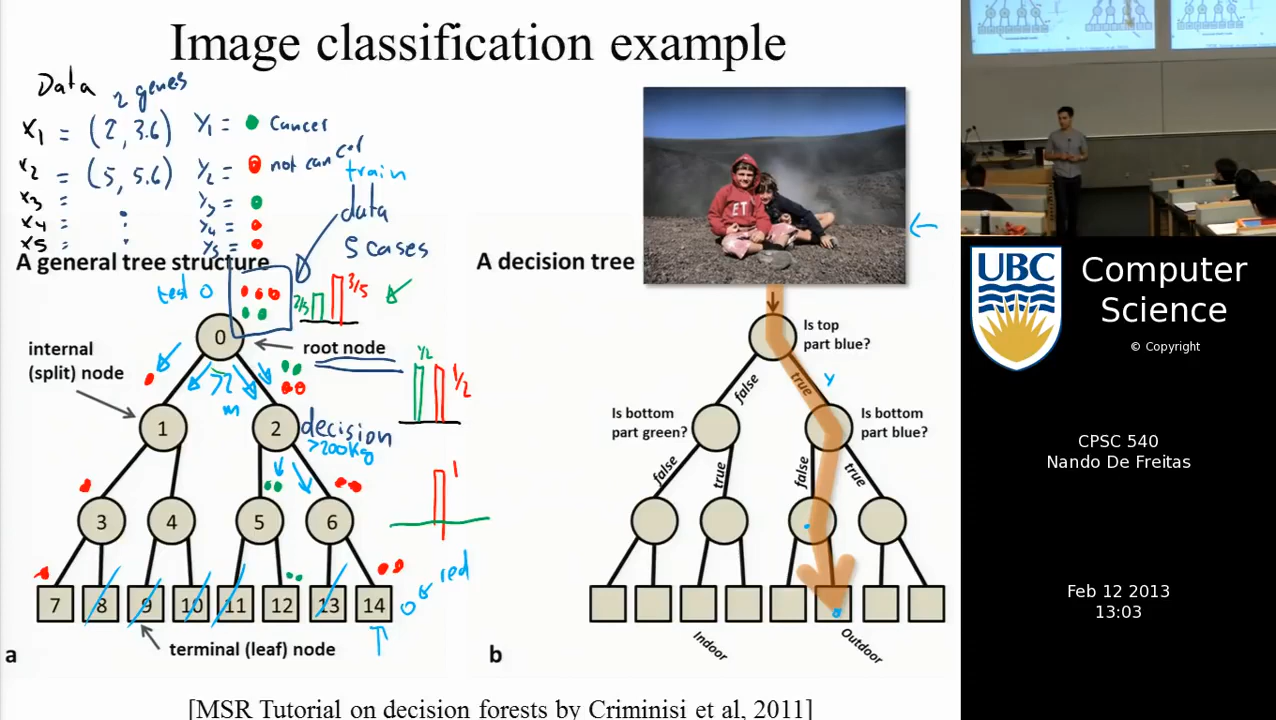 Image classification example
Data
2 genes
x1 = (2, 3.6) y1 = cancer
x2 = (5, 5.6) y2 = not cancer
x3 = : y3 =
x4 = y4 =
x5 = : y5 =
train
data
5 cases
A general tree structure
test 0
2/5
3/5
0
root node
internal
(split) node
>2
m
1/2
1/2
1
2
decision
>200kg
1
3
4
5
6
7
8
9
10
11
12
13
14
red
terminal (leaf) node
a
A decision tree
Is top
part blue?
false
true
Y
Is bottom
part green?
Is bottom
part blue?
false
true
false
true
Indoor
Outdoor
b
[MSR Tutorial on decision forests by Criminisi et al, 2011]
UBC
Computer
Science
© Copyright
CPSC 540
Nando De Freitas
Feb 12 2013
13:03